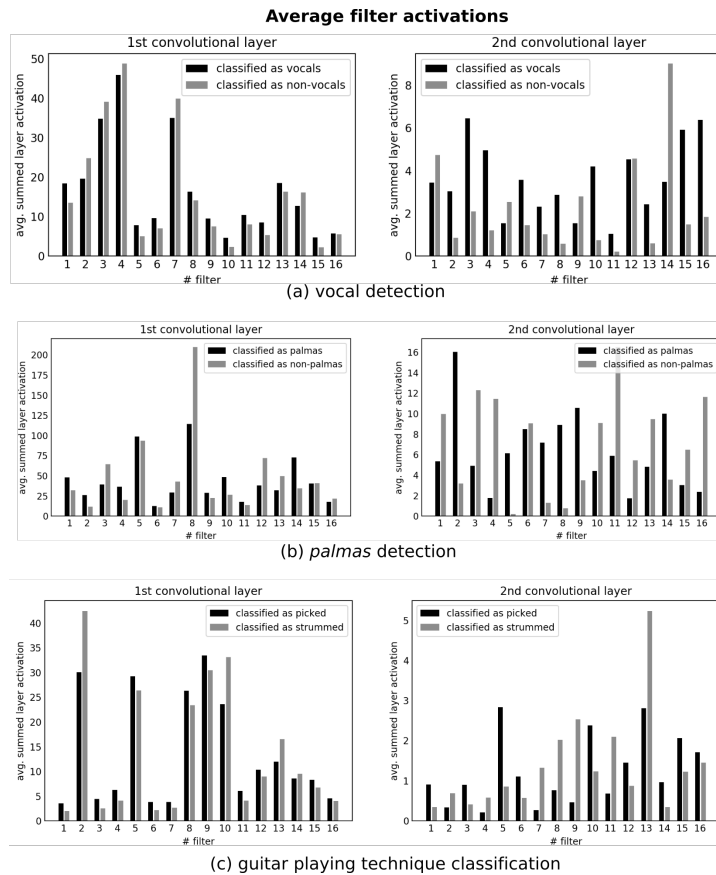 Average filter activations
1st convolutional layer
avg. summed layer activation
50
40
30
20
10
0
classified as vocals
classified as non-vocals
1 2 3 4 5 6 7 8 9 10 11 12 13 14 15 16
# filter
2nd convolutional layer
avg. summed layer activation
8
6
4
2
0
classified as vocals
classified as non-vocals
1 2 3 4 5 6 7 8 9 10 11 12 13 14 15 16
# filter
(a) vocal detection
1st convolutional layer
avg. summed layer activation
200
175
150
125
100
75
50
25
0
classified as palmas
classified as non-palmas
1 2 3 4 5 6 7 8 9 10 11 12 13 14 15 16
# filter
2nd convolutional layer
avg. summed layer activation
16
14
12
10
8
6
4
2
0
classified as palmas
classified as non-palmas
1 2 3 4 5 6 7 8 9 10 11 12 13 14 15 16
# filter
(b) palmas detection
1st convolutional layer
avg. summed layer activation
40
35
30
25
20
15
10
5
0
classified as picked
classified as strummed
1 2 3 4 5 6 7 8 9 10 11 12 13 14 15 16
# filter
2nd convolutional layer
avg. summed layer activation
5
4
3
2
1
0
classified as picked
classified as strummed
1 2 3 4 5 6 7 8 9 10 11 12 13 14 15 16
# filter
(c) guitar playing technique classification